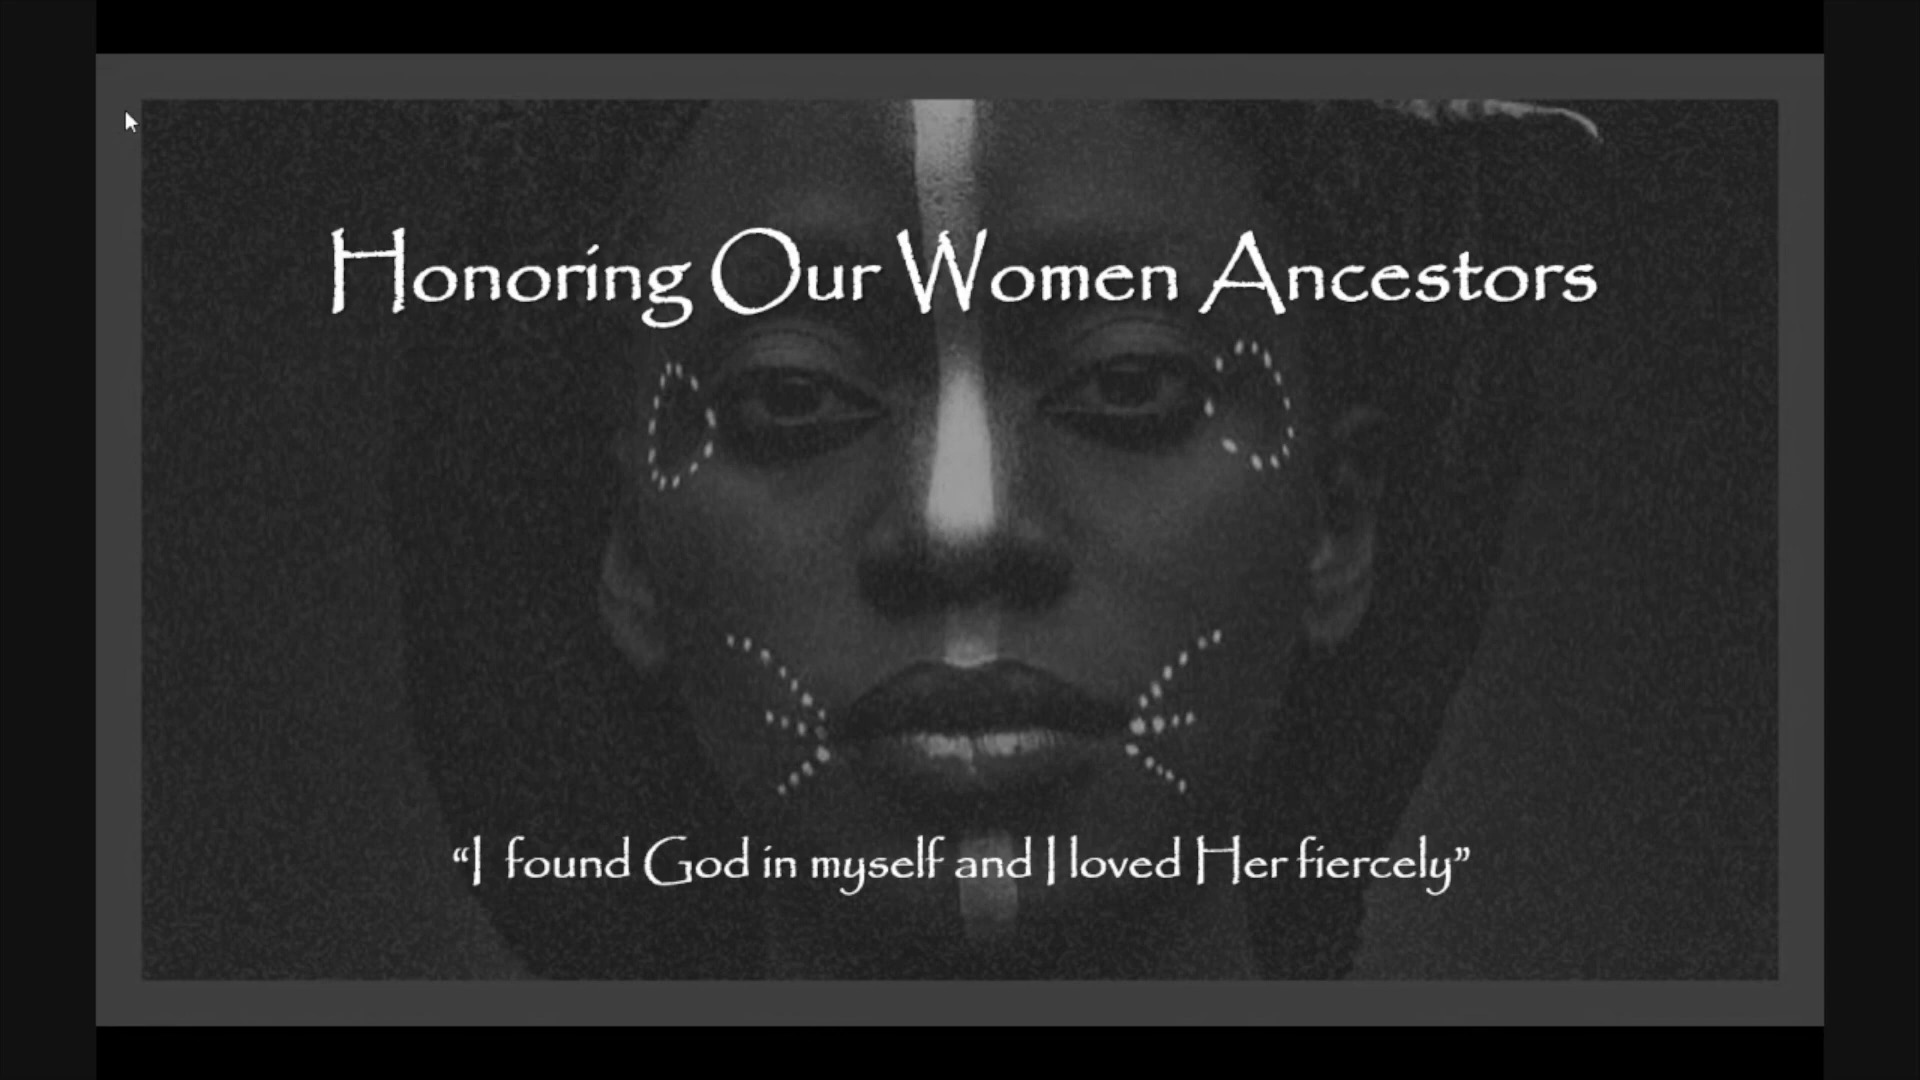 Honoring Our Women Ancestors
“I found God in myself and I loved Her fiercely”